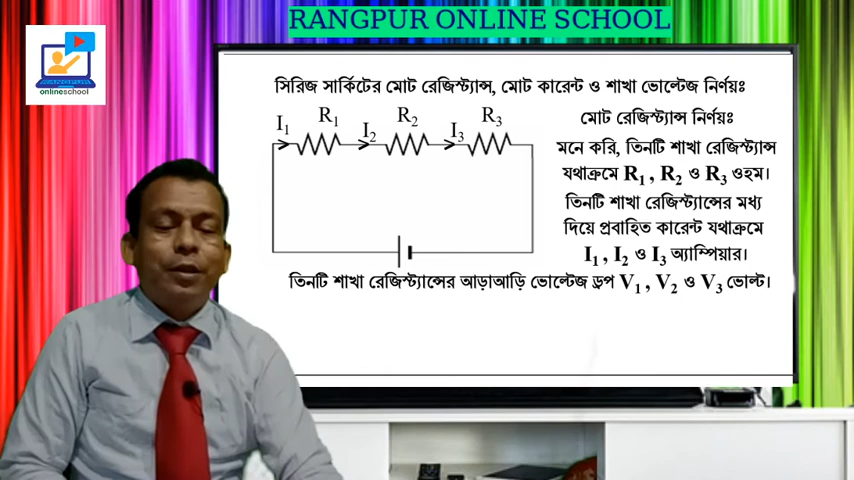 RANGPUR ONLINE SCHOOL
RANGPUR
onlineschool
সিরিজ সার্কিটের মোট রেজিস্ট্যান্স, মোট কারেন্ট ও শাখা ভোল্টেজ নির্ণয়ঃ
I₁ R₁ I₂ R₂ I₃ R₃
মোট রেজিস্ট্যান্স নির্ণয়ঃ
মনে করি, তিনটি শাখা রেজিস্ট্যান্স
যথাক্রমে R₁ , R₂ ও R₃ ওহম।
তিনটি শাখা রেজিস্ট্যান্সের মধ্য
দিয়ে প্রবাহিত কারেন্ট যথাক্রমে
I₁ , I₂ ও I₃ অ্যাম্পিয়ার।
তিনটি শাখা রেজিস্ট্যান্সের আড়াআড়ি ভোল্টেজ ড্রপ V₁ , V₂ ও V₃ ভোল্ট।